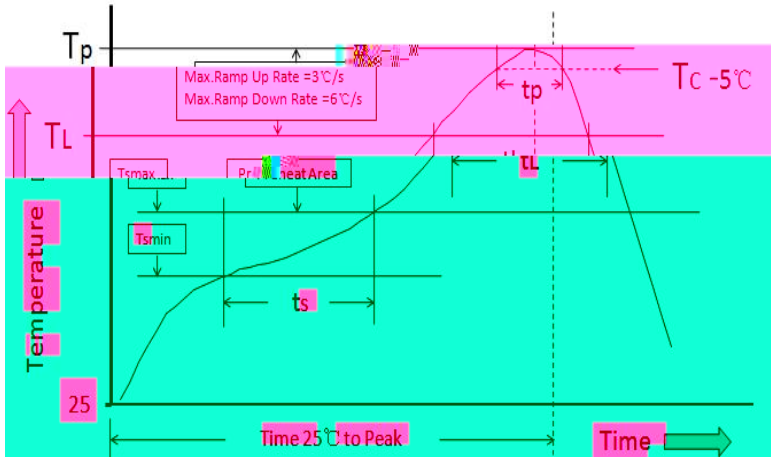 Tp
Max.Ramp Up Rate =3℃/s
Max.Ramp Down Rate =6℃/s
TC -5℃
tp
TL
tL
Tsmax
Area
Tsmin
ts
Temperature
25
Time 25℃ to Peak
Time